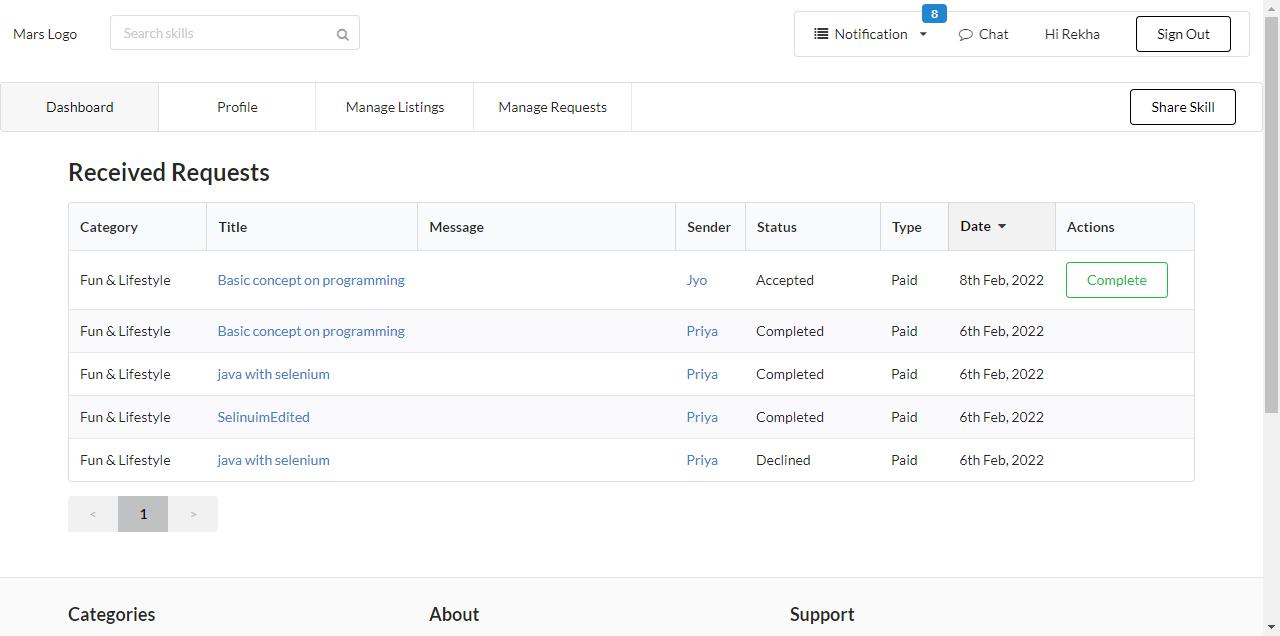 8
Mars Logo Search skills Notification Chat Hi Rekha Sign Out
Dashboard Profile Manage Listings Manage Requests Share Skill
Received Requests
Category Title Message Sender Status Type Date Actions
Fun & Lifestyle Basic concept on programming Jyo Accepted Paid 8th Feb, 2022 Complete
Fun & Lifestyle Basic concept on programming Priya Completed Paid 6th Feb, 2022
Fun & Lifestyle java with selenium Priya Completed Paid 6th Feb, 2022
Fun & Lifestyle SelinuimEdited Priya Completed Paid 6th Feb, 2022
Fun & Lifestyle java with selenium Priya Declined Paid 6th Feb, 2022
< 1 >
Categories About Support